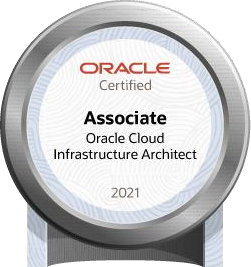 ORACLE
Certified
Associate
Oracle Cloud
Infrastructure Architect
2021